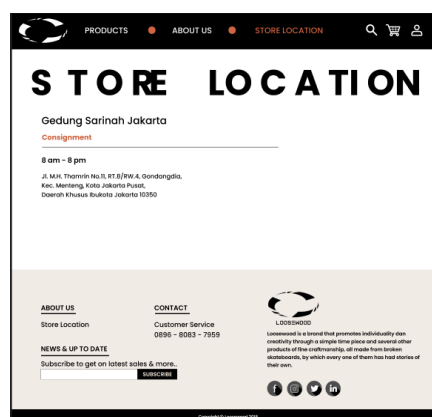 PRODUCTS ABOUT US STORE LOCATION
STORE LOCATION
Gedung Sarinah Jakarta
Consignment
8 am - 8 pm
Jl. M.H. Thamrin No.11, RT.8/RW.4, Gondangdia,
Kec. Menteng, Kota Jakarta Pusat,
Daerah Khusus Ibukota Jakarta 10350
ABOUT US
Store Location
NEWS & UP TO DATE
Subscribe to get on latest sales & more..
SUBSCRIBE
CONTACT
Customer Service
0896 - 8083 - 7959
LOOSEWOOD
Loosewood is a brand that promotes individuality dan
creativity through a simple time piece and several other
products of fine craftmanship, all made from broken
skateboards, by which every one of them has had stories of
their own.